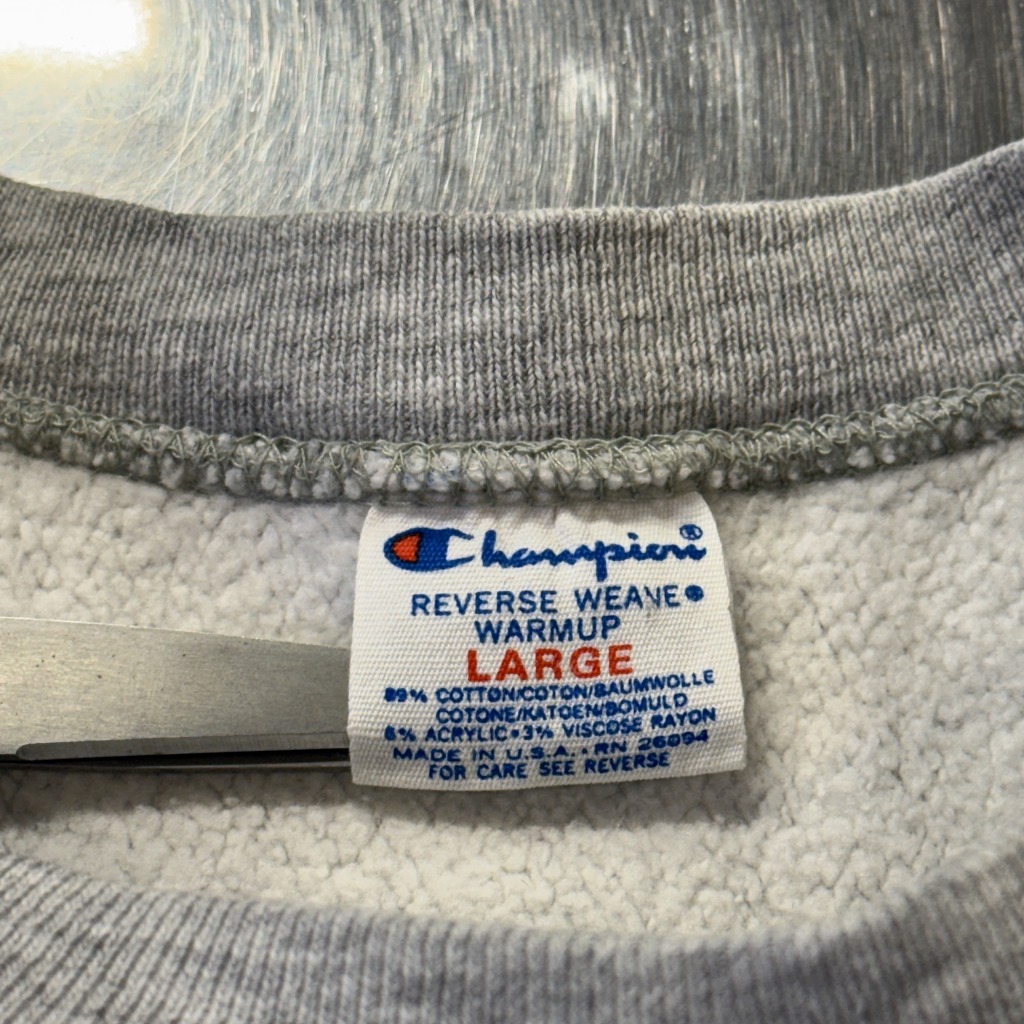 Champion®
REVERSE WEAVE®
WARMUP
LARGE
89% COTTON/COTON/BAUMWOLLE
COTONE/KATOEN/BOMULD
8% ACRYLIC•3% VISCOSE RAYON
MADE IN U.S.A.•RN 26094
FOR CARE SEE REVERSE